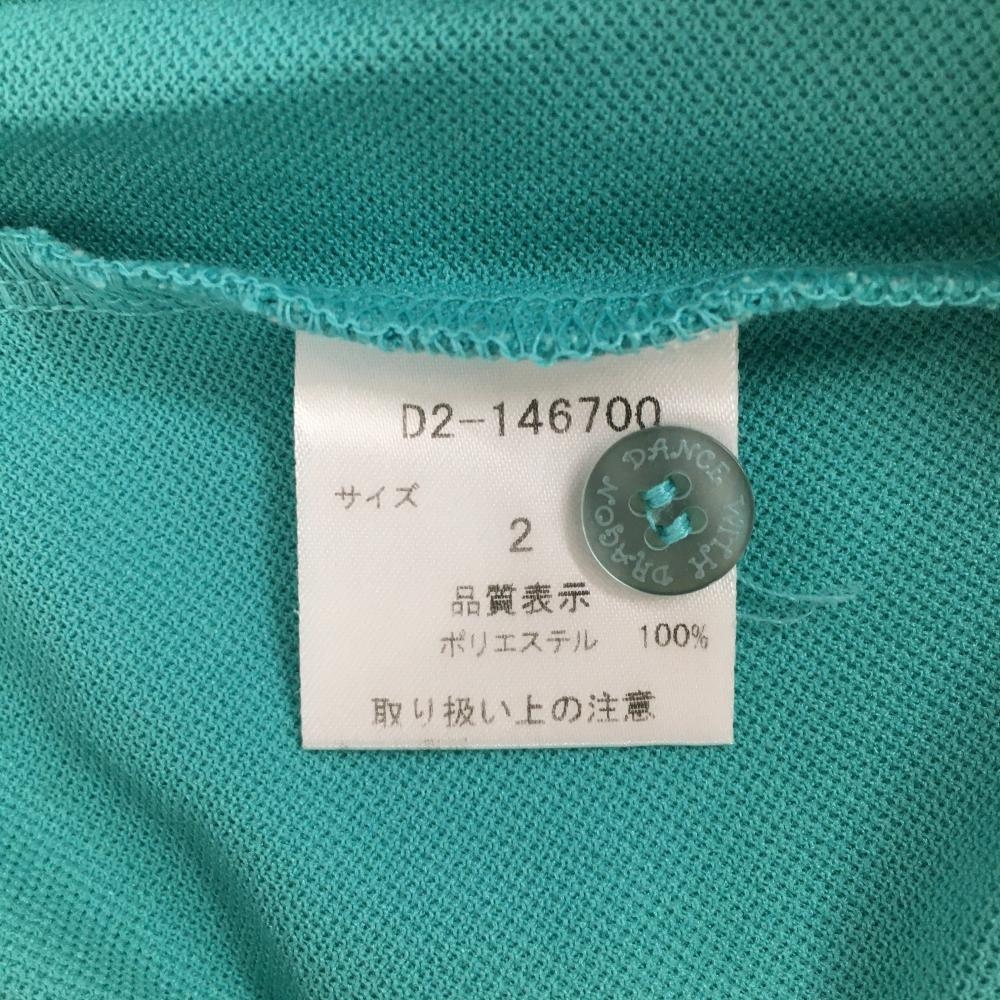 D2-146700
サイズ
2
品質表示
ポリエステル 100%
取り扱い上の注意
DANCE WITH DRAGON